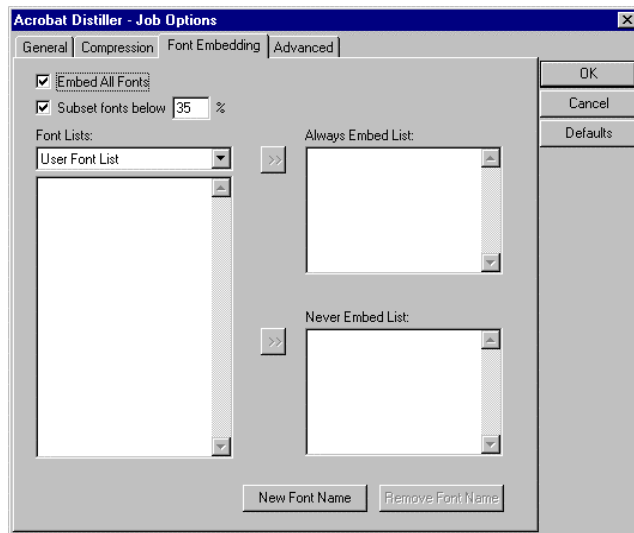 Acrobat Distiller - Job Options
General Compression Font Embedding Advanced
Embed All Fonts
Subset fonts below 35 %
Font Lists:
User Font List
>>
Always Embed List:
>>
Never Embed List:
New Font Name Remove Font Name
OK
Cancel
Defaults